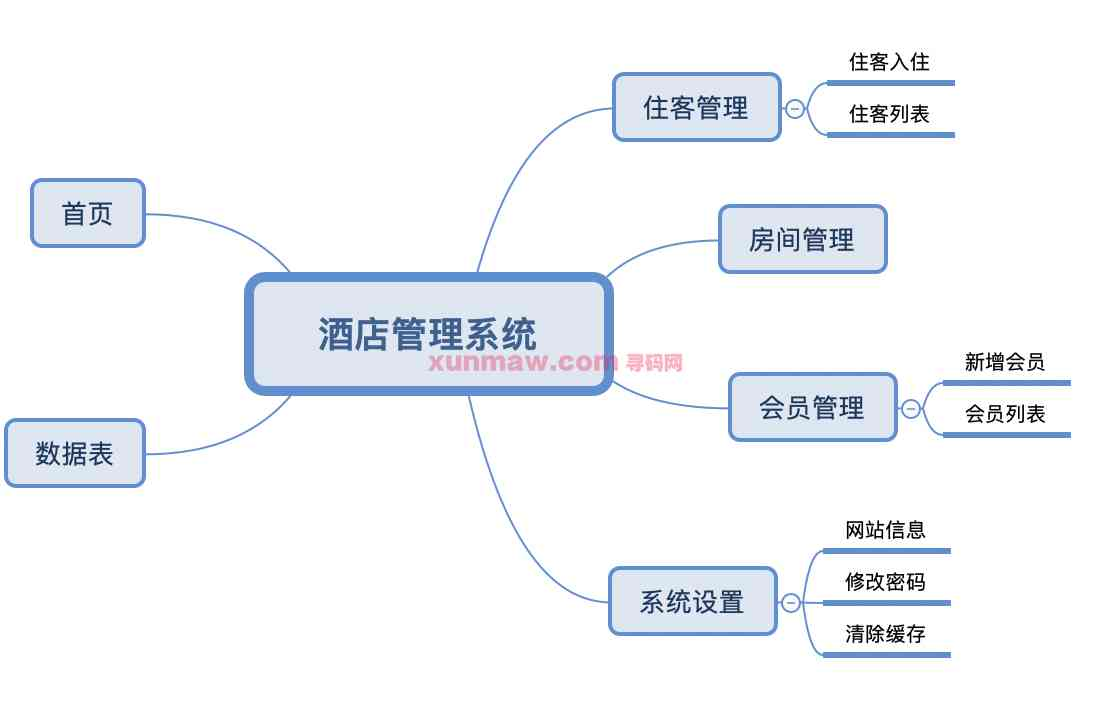 住客入住
住客管理
住客列表
首页
房间管理
酒店管理系统
xunmaw.com 寻码网
新增会员
会员管理
会员列表
数据表
网站信息
修改密码
系统设置
清除缓存